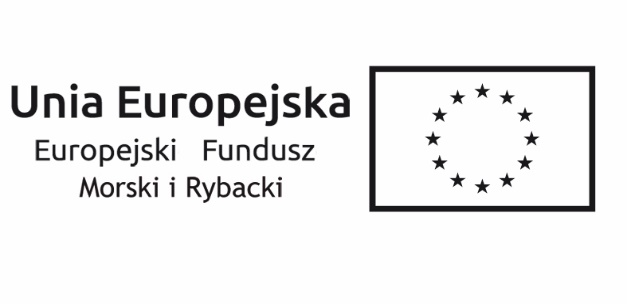 Unia Europejska
Europejski Fundusz
Morski i Rybacki